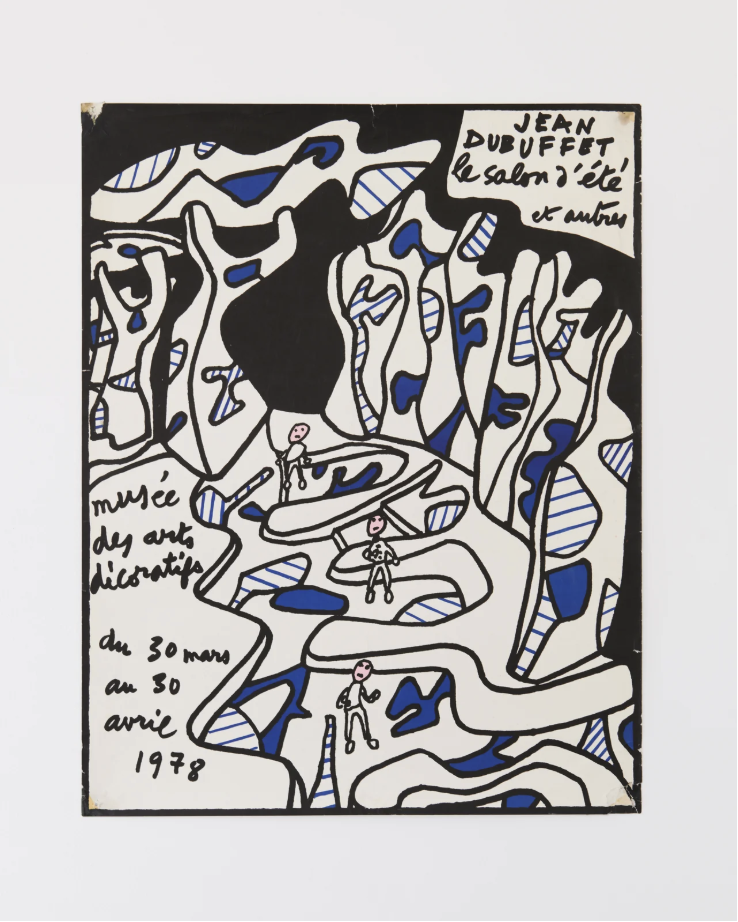 JEAN
DUBUFFET
le salon d'été
et autres
musée
des arts
décoratifs
du 30 mars
au 30
avril
1978